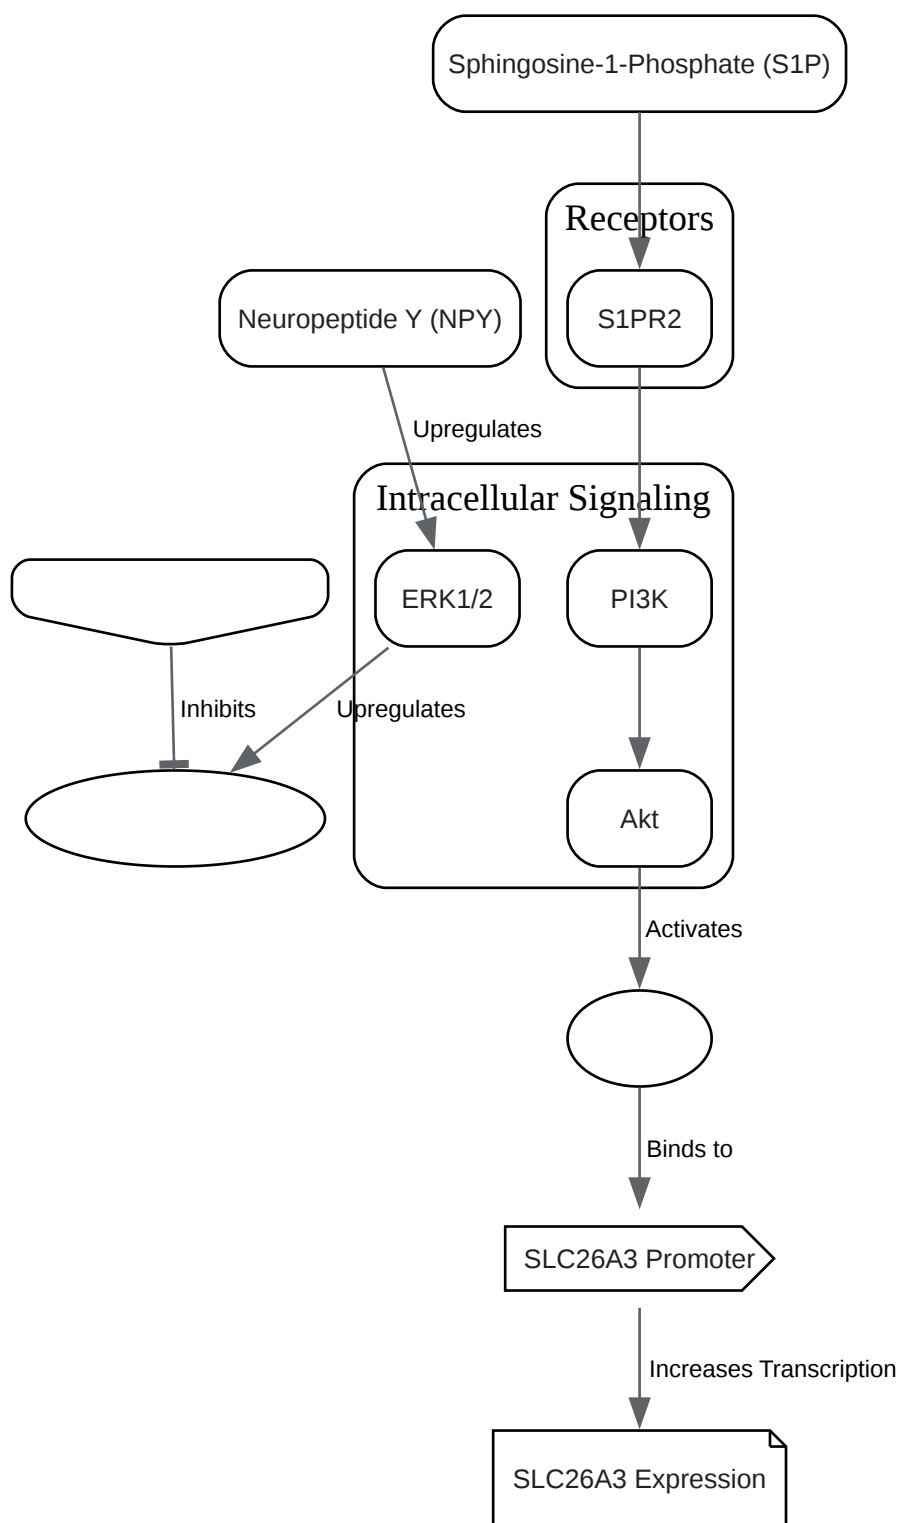 Sphingosine-1-Phosphate (S1P)
Receptors
Neuropeptide Y (NPY)
S1PR2
Upregulates
Intracellular Signaling
ERK1/2
PI3K
Inhibits
Upregulates
Akt
Activates
Binds to
SLC26A3 Promoter
Increases Transcription
SLC26A3 Expression